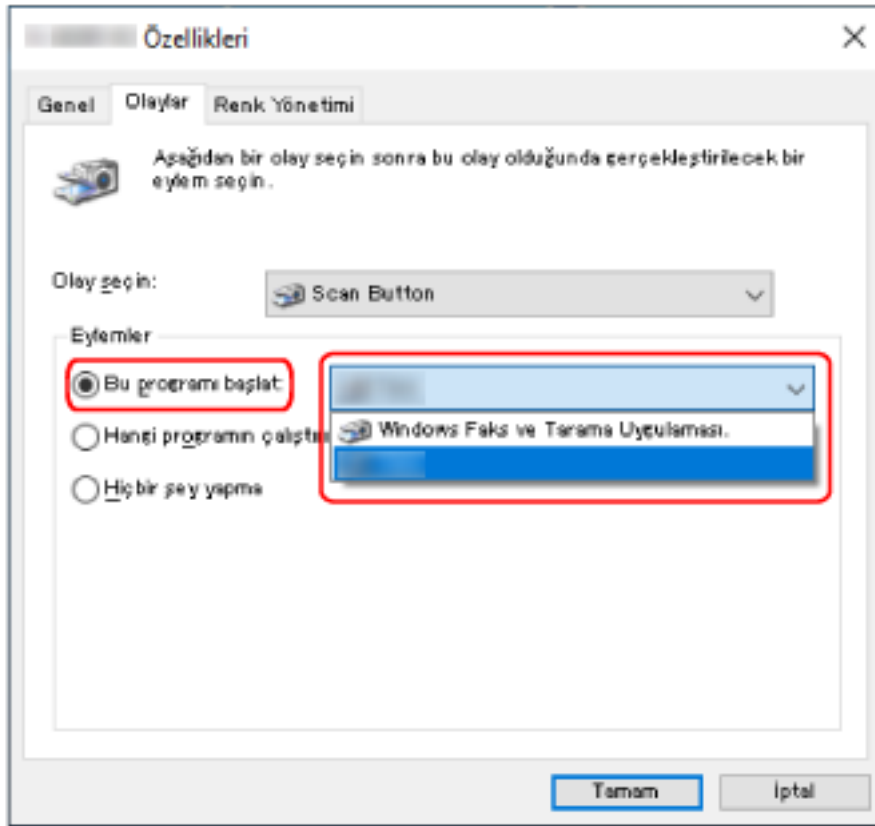 Özellikleri
Genel Olaylar Renk Yönetimi
Aşağıdan bir olay seçin sonra bu olay olduğunda gerçekleştirilecek bir
eylem seçin.
Olay seçin: Scan Button
Eylemler
Bu programı başlat:
Hangi programın çalıştırı Windows Faks ve Tarama Uygulaması.
Hiçbir şey yapma
Tamam İptal